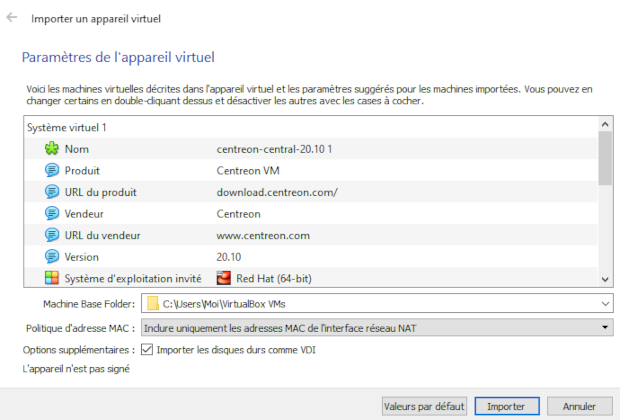 Importer un appareil virtuel
Paramètres de l'appareil virtuel
Voici les machines virtuelles décrites dans l'appareil virtuel et les paramètres suggérés pour les machines importées. Vous pouvez en
changer certains en double-cliquant dessus et désactiver les autres avec les cases à cocher.
Système virtuel 1
Nom centreon-central-20.10 1
Produit Centreon VM
URL du produit download.centreon.com/
Vendeur Centreon
URL du vendeur www.centreon.com
Version 20.10
Système d'exploitation invité Red Hat (64-bit)
Machine Base Folder: C:\Users\Moi\VirtualBox VMs
Politique d'adresse MAC : Inclure uniquement les adresses MAC de l'interface réseau NAT
Options supplémentaires : Importer les disques durs comme VDI
L'appareil n'est pas signé
Valeurs par défaut Importer Annuler